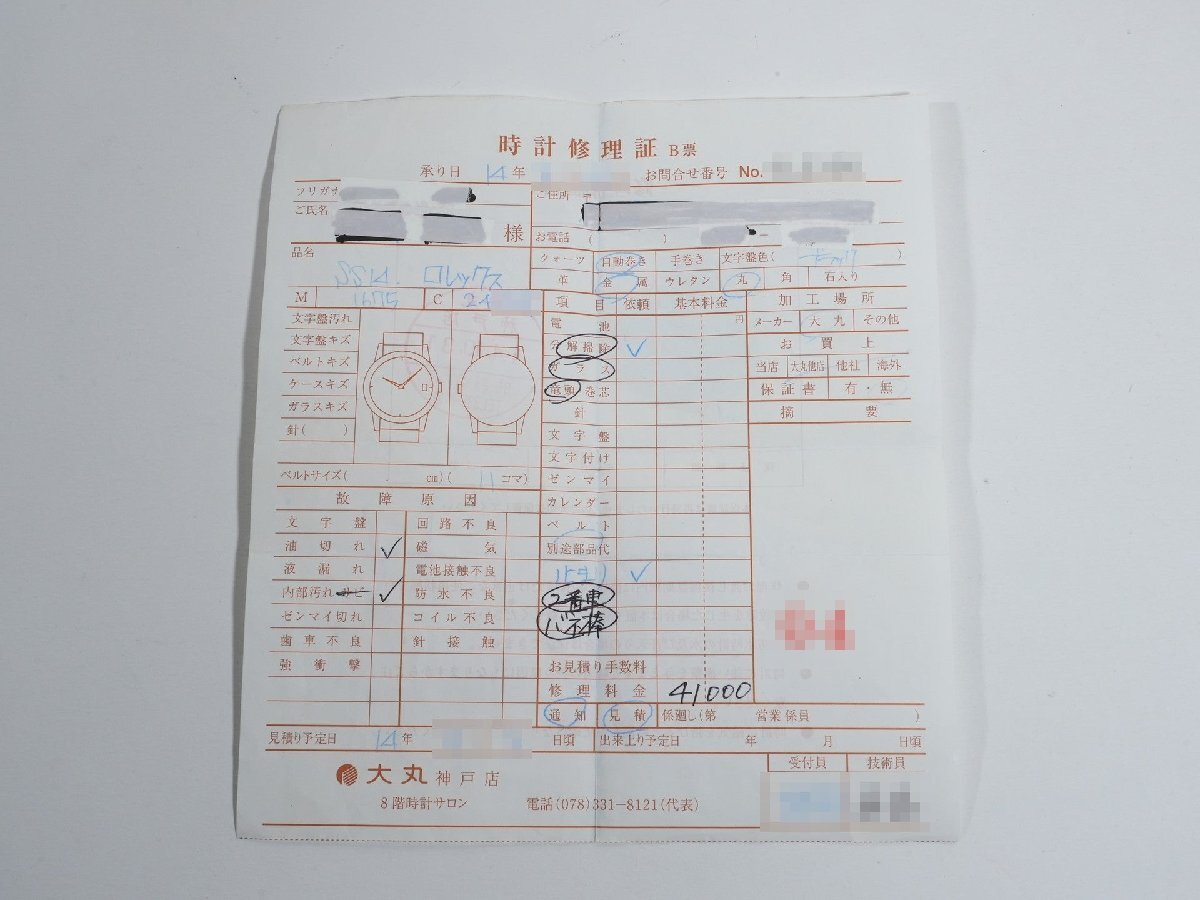 時計修理証 B票
承り日 14年 お問合せ番号 No.
フリガナ ご住所
ご氏名 様 お電話 ( )
品名 SSM. ロレックス
クォーツ 自動巻き 手巻き 文字盤色(
革 金属 ウレタン 丸 角 石入り
M 1675 C 24
項目 依頼 基本料金 加工場所
文字盤汚れ
文字盤キズ
ベルトキズ
ケースキズ
ガラスキズ
針( )
電池 円
分解掃除 ✓
ガラス
竜頭巻芯
針
文字盤
文字付け
ゼンマイ
カレンダー
ベルト
別途部品代
✓
2番車
バネ棒
お見積り手数料
修理料金 41000
メーカー 大丸 その他
お買上
当店 大丸他店 他社 海外
保証書 有・無
摘要
04
ベルトサイズ( cm)( 11コマ)
故障原因
文字盤 回路不良
油切れ ✓ 磁気
液漏れ 電池接触不良
内部汚れサビ ✓ 防水不良
ゼンマイ切れ コイル不良
歯車不良 針接触
強衝撃
通知 見積 係廻し(第 営業係員 )
見積り予定日 14年 日頃 出来上り予定日 年 月 日頃
大丸 神戸店 受付員 技術員
8階時計サロン 電話(078)331-8121(代表)